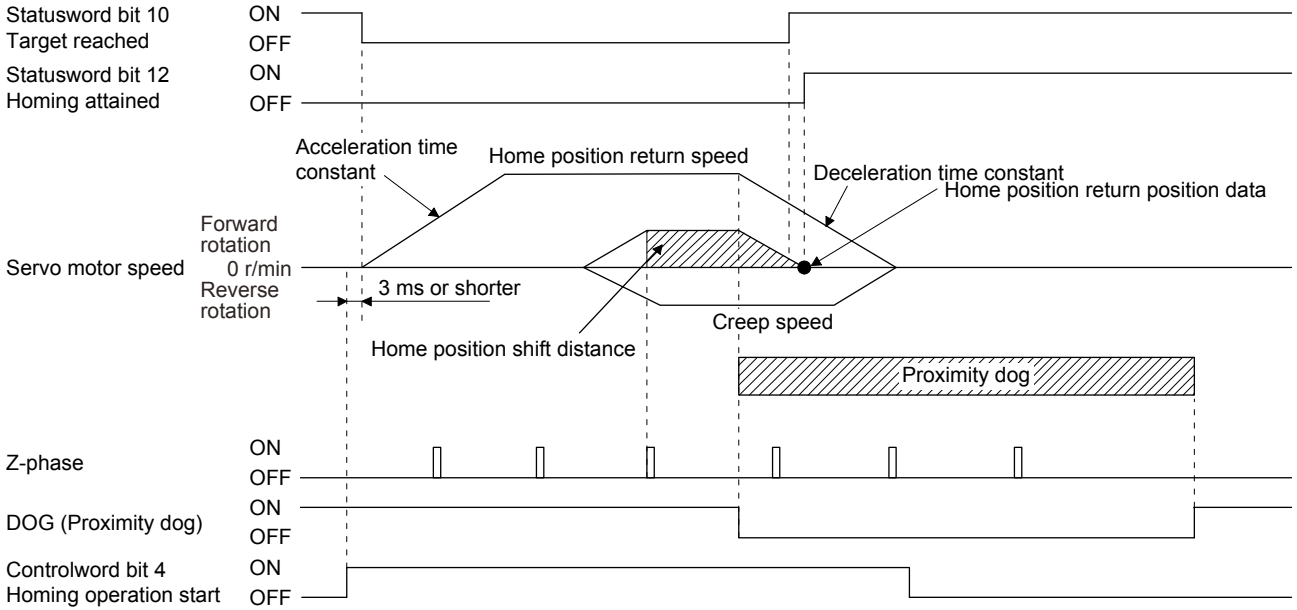 Statusword bit 10
Target reached
ON
OFF
Statusword bit 12
Homing attained
ON
OFF
Acceleration time
constant
Home position return speed
Deceleration time constant
Home position return position data
Forward
rotation
Servo motor speed
0 r/min
Reverse
rotation
3 ms or shorter
Creep speed
Home position shift distance
Proximity dog
Z-phase
ON
OFF
DOG (Proximity dog)
ON
OFF
Controlword bit 4
Homing operation start
ON
OFF